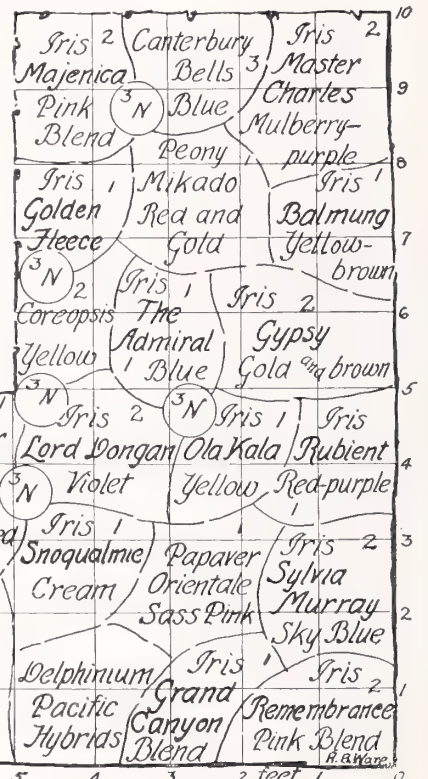 Iris 2
Majenica
Pink
Blend
3
N
Canterbury
Bells 3
Blue
Iris 2
Master
Charles
Mulberry-
purple
10
9
8
Iris 1
Golden
Fleece
Peony 1
Mikado
Red and
Gold
Iris 1
Balmung
Yellow-
brown
7
3
N
2
Coreopsis
Yellow
Iris 1
The
Admiral
Blue
1
Iris 2
Gypsy
Gold and brown
6
5
3
N
Iris 2
Lord Dongan
Violet
3
N
Iris 1
Ola Kala
Yellow
Iris
Rubient
Red-purple
1
4
3
N
Iris 1
Snoqualmie
Cream
1
Papaver
Orientale
Sass Pink
Iris 2
Sylvia
Murray
Sky Blue
3
2
Delphinium
Pacific
Hybrids
Iris 1
Grand
Canyon
Blend
Iris
2
Remembrance
Pink Blend
R.B.Ware
1
5 4 3 2 feet 0